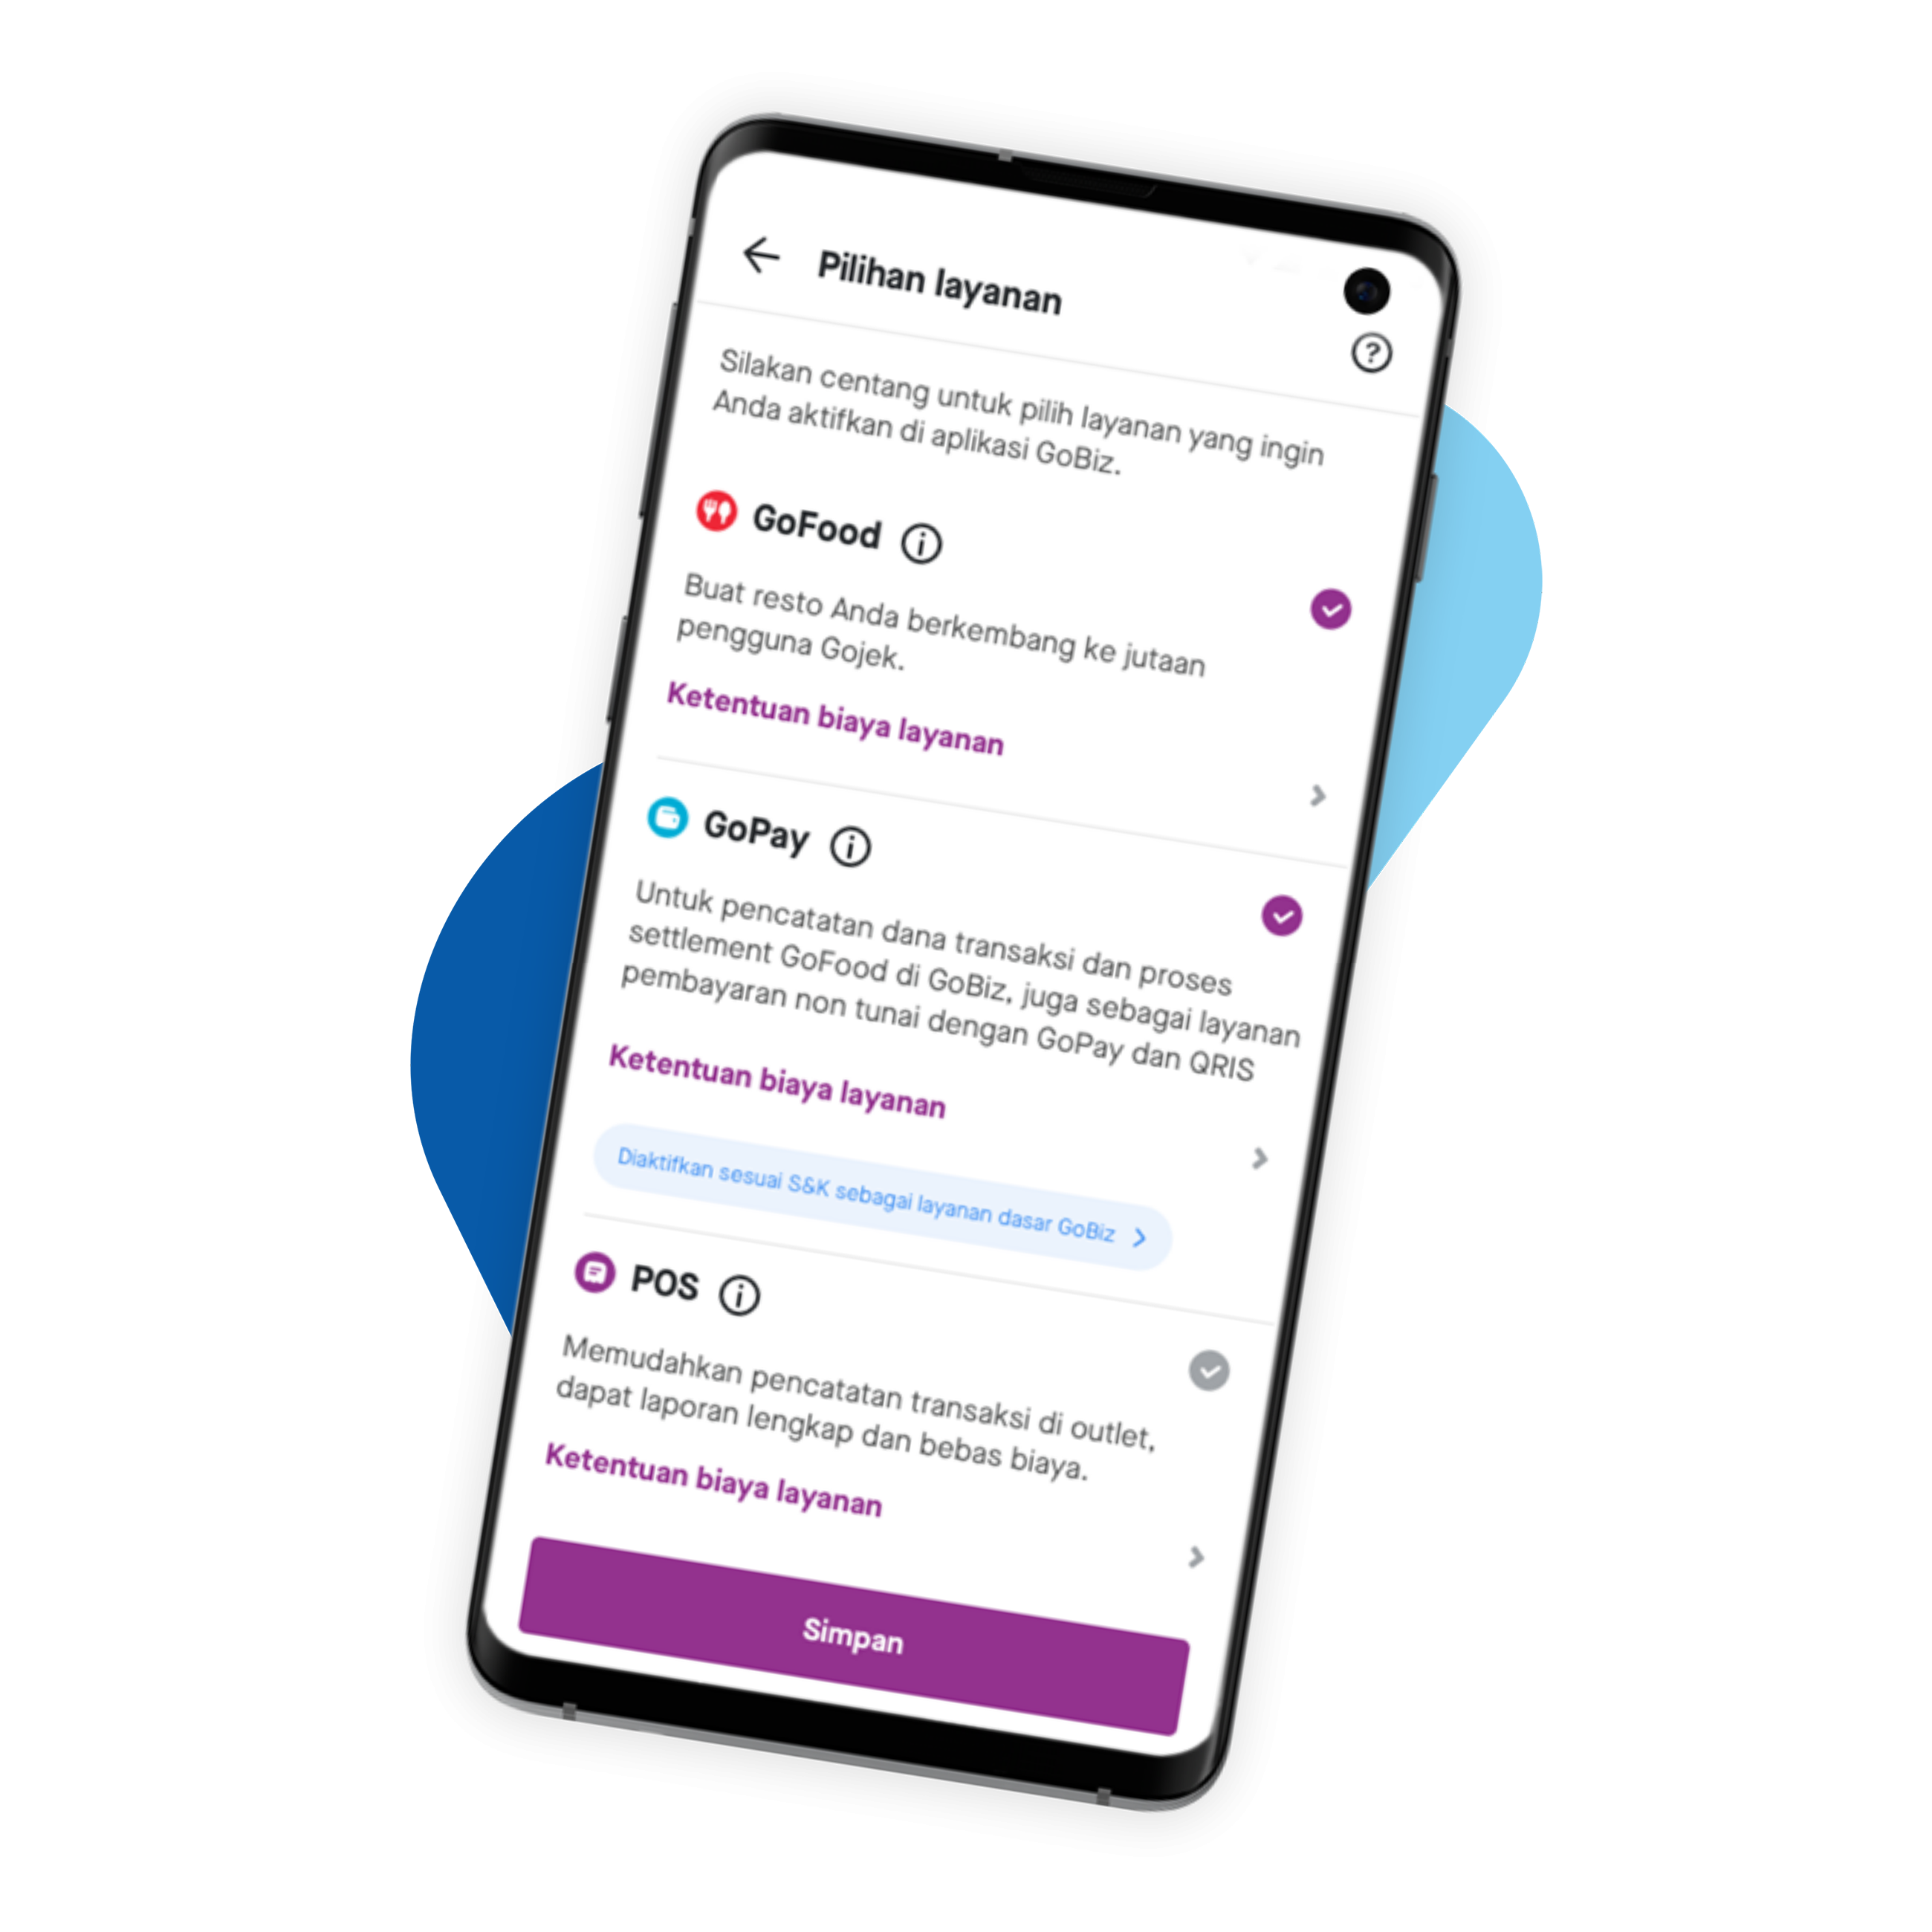 Pilihan layanan
?
Silakan centang untuk pilih layanan yang ingin
Anda aktifkan di aplikasi GoBiz.
GoFood i
Buat resto Anda berkembang ke jutaan
pengguna Gojek.
Ketentuan biaya layanan
GoPay i
Untuk pencatatan dana transaksi dan proses
settlement GoFood di GoBiz, juga sebagai layanan
pembayaran non tunai dengan GoPay dan QRIS
Ketentuan biaya layanan
Diaktifkan sesuai S&K sebagai layanan dasar GoBiz
POS i
Memudahkan pencatatan transaksi di outlet,
dapat laporan lengkap dan bebas biaya.
Ketentuan biaya layanan
Simpan